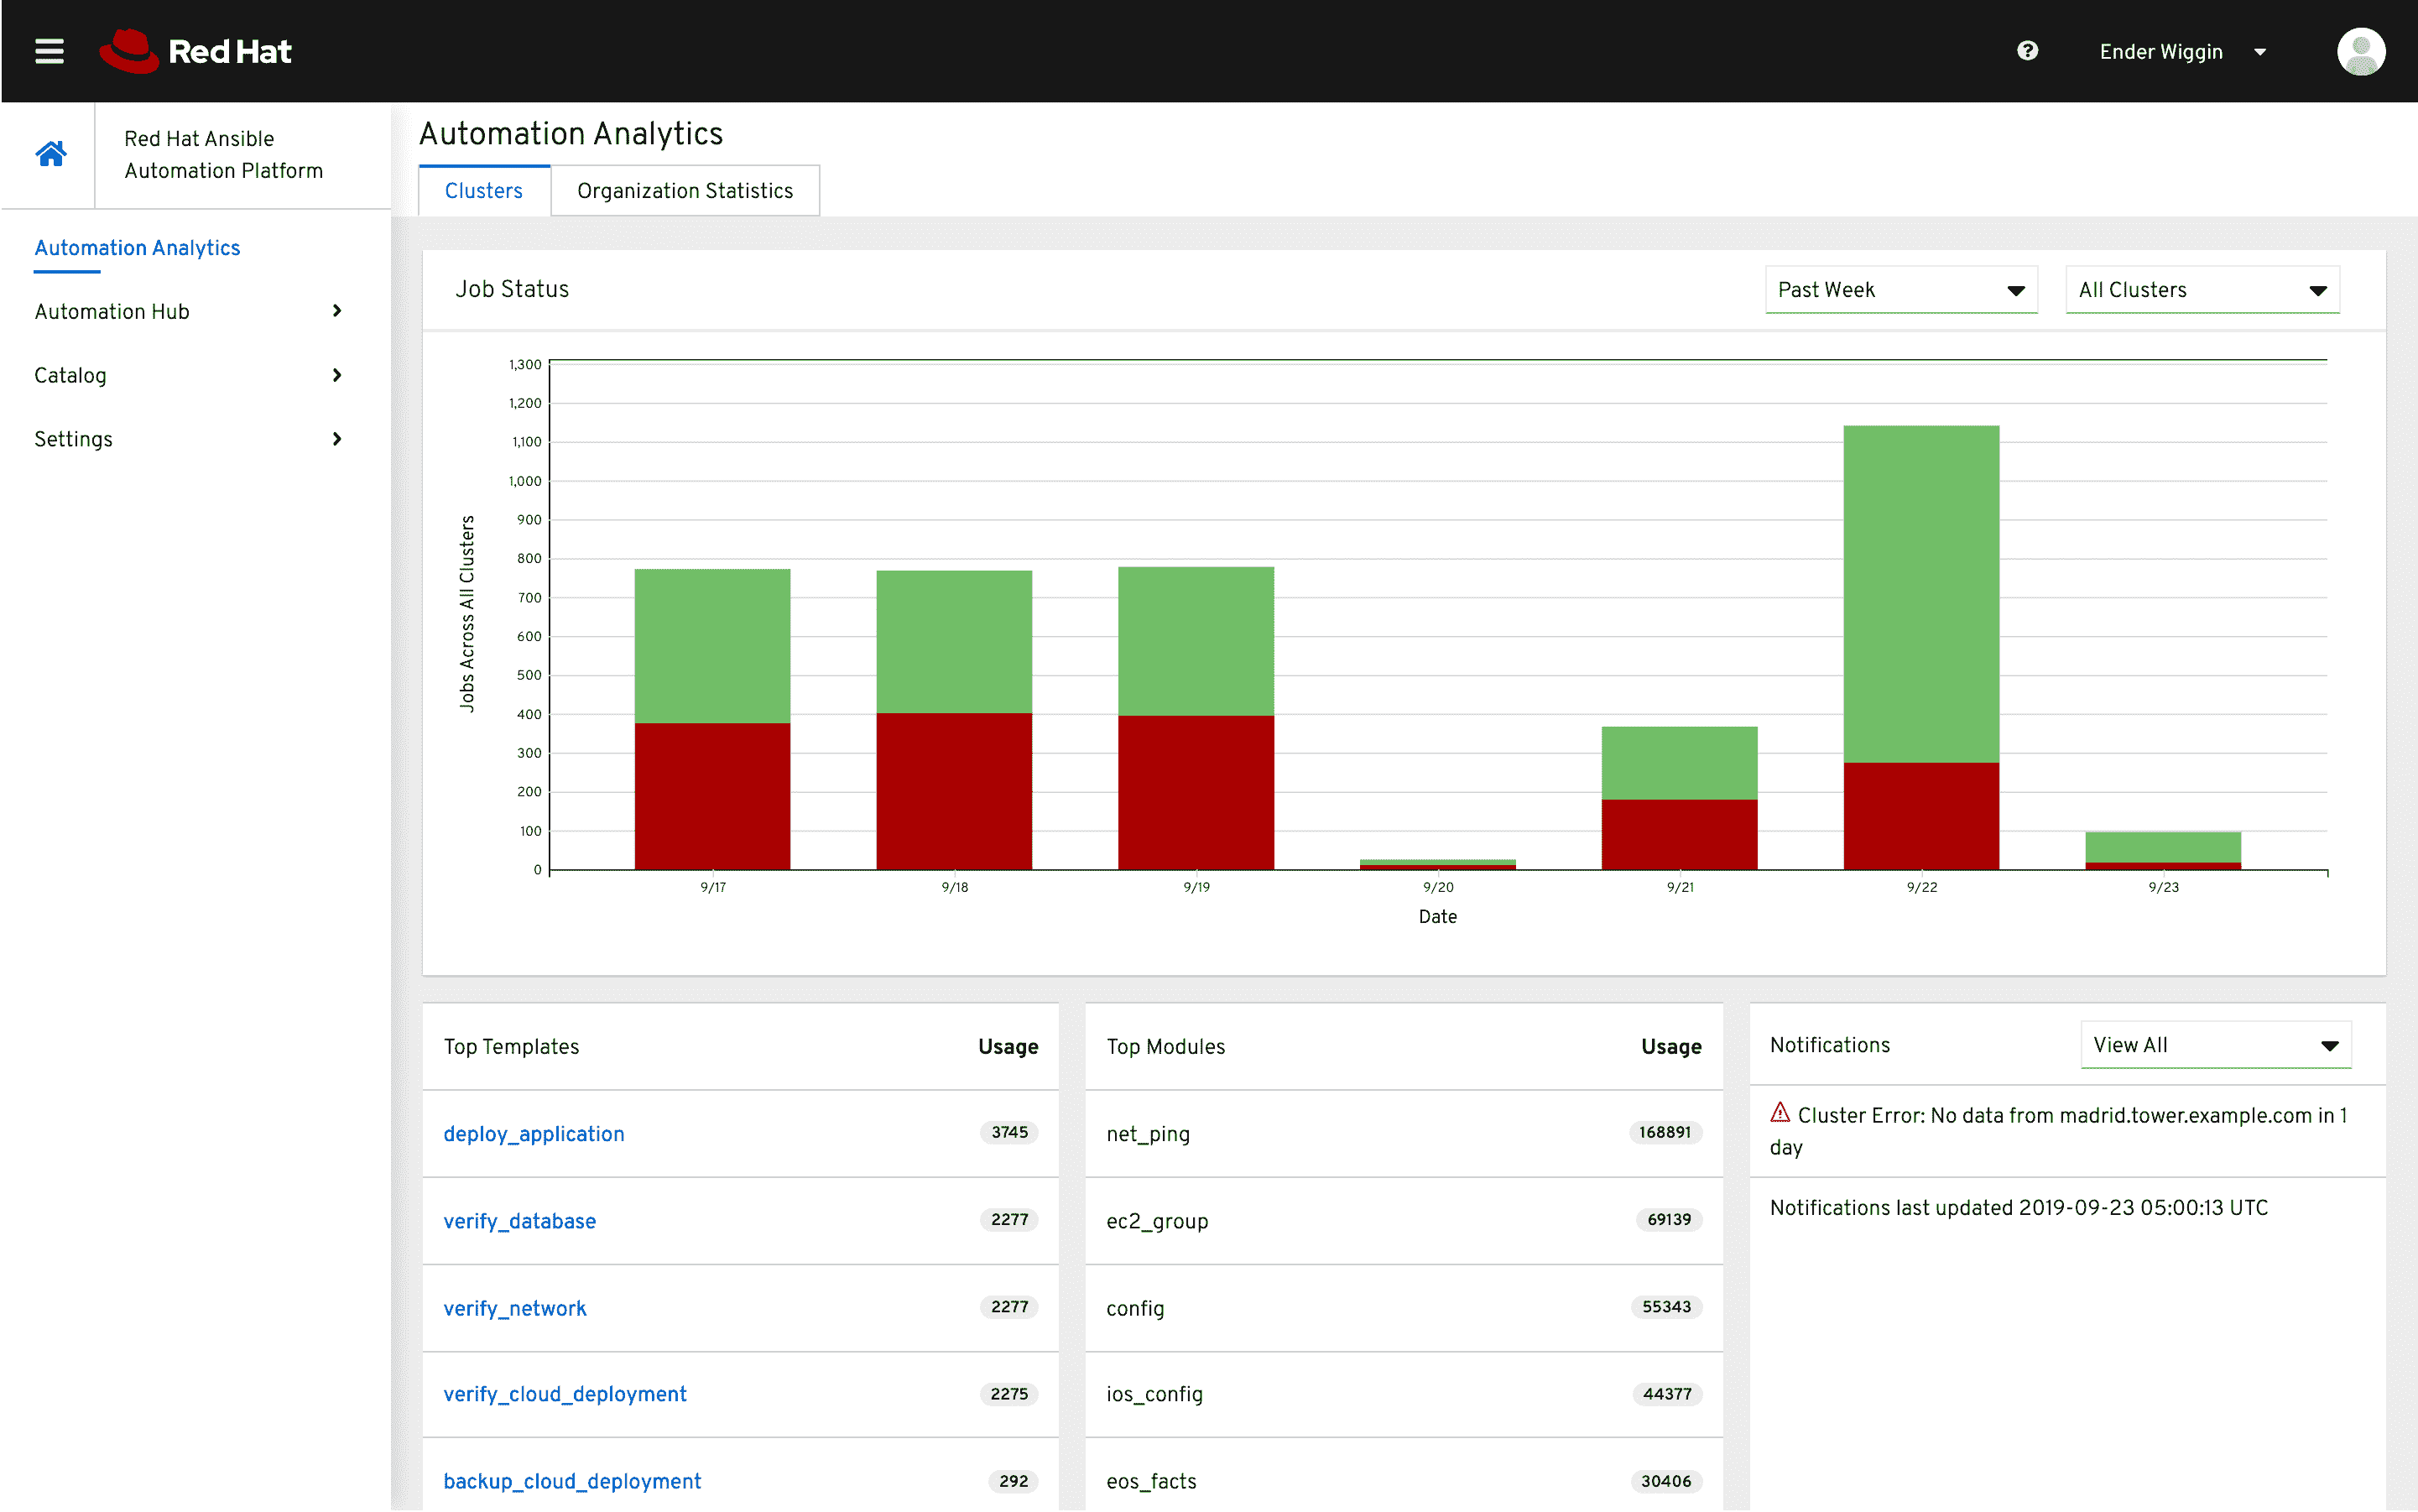 Red Hat
Ender Wiggin
Red Hat Ansible
Automation Platform
Automation Analytics
Automation Hub
Catalog
Settings
Automation Analytics
Clusters
Organization Statistics
Job Status
Past Week
All Clusters
Jobs Across All Clusters
1,300
1,200
1,100
1,000
900
800
700
600
500
400
300
200
100
0
9/17
9/18
9/19
9/20
9/21
9/22
9/23
Date
Top Templates
Usage
deploy_application
3745
verify_database
2277
verify_network
2277
verify_cloud_deployment
2275
backup_cloud_deployment
292
Top Modules
Usage
net_ping
168891
ec2_group
69139
config
55343
ios_config
44377
eos_facts
30406
Notifications
View All
Cluster Error: No data from madrid.tower.example.com in 1
day
Notifications last updated 2019-09-23 05:00:13 UTC